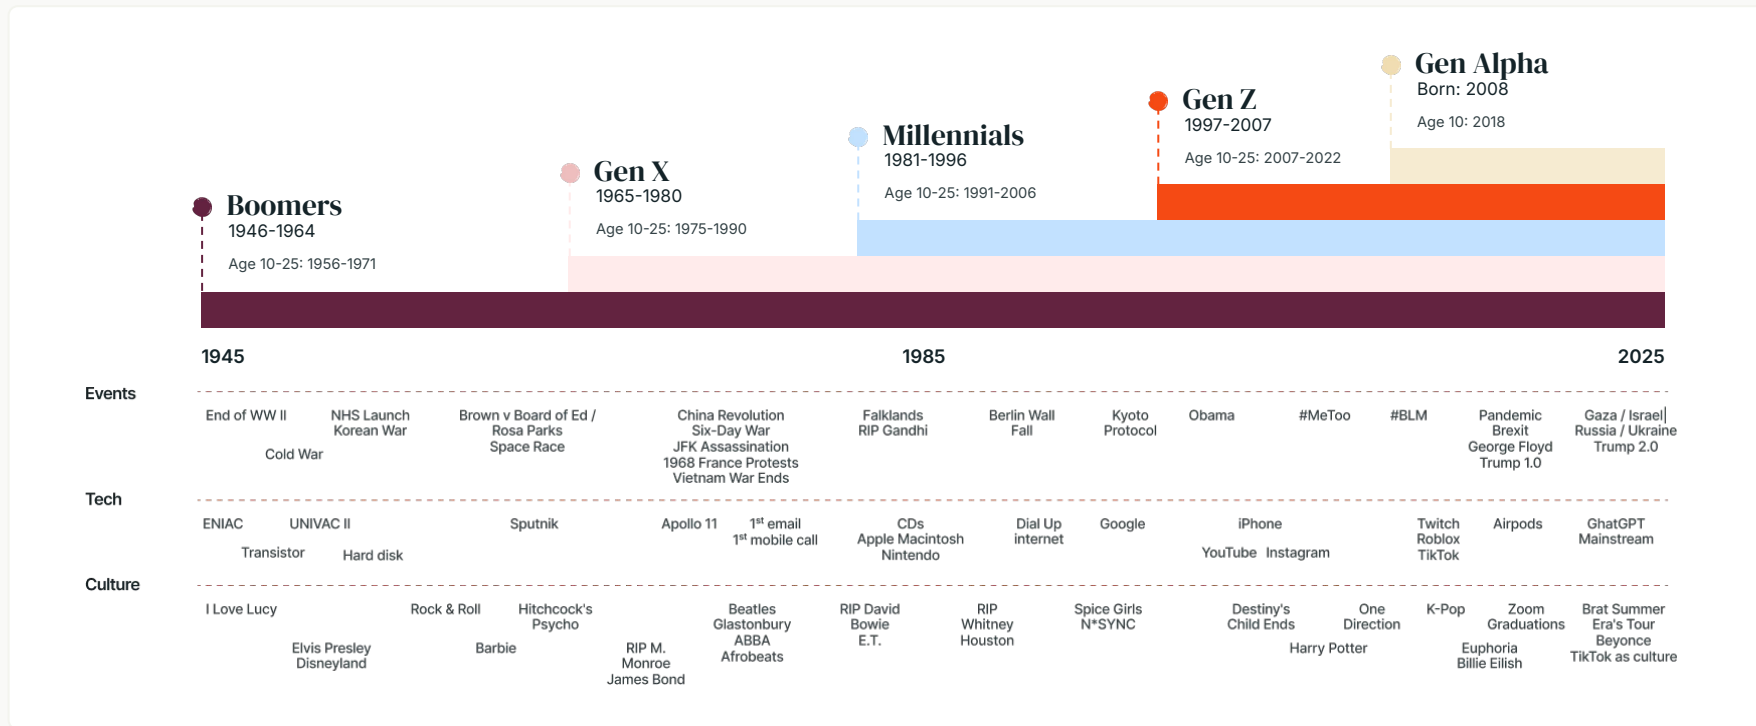 Gen Alpha
Born: 2008
Age 10: 2018
Gen Z
1997-2007
Age 10-25: 2007-2022
Millennials
1981-1996
Age 10-25: 1991-2006
Gen X
1965-1980
Age 10-25: 1975-1990
Boomers
1946-1964
Age 10-25: 1956-1971
1945
1985
2025
Events
End of WW II
Cold War
NHS Launch
Korean War
Brown v Board of Ed /
Rosa Parks
Space Race
China Revolution
Six-Day War
JFK Assassination
1968 France Protests
Vietnam War Ends
Falklands
RIP Gandhi
Berlin Wall
Fall
Kyoto
Protocol
Obama
#MeToo
#BLM
Pandemic
Brexit
George Floyd
Trump 1.0
Gaza / Israel|
Russia / Ukraine
Trump 2.0
Tech
ENIAC
Transistor
UNIVAC II
Hard disk
Sputnik
Apollo 11
1st email
1st mobile call
CDs
Apple Macintosh
Nintendo
Dial Up
internet
Google
YouTube
iPhone
Instagram
Twitch
Roblox
TikTok
Airpods
GhatGPT
Mainstream
Culture
I Love Lucy
Elvis Presley
Disneyland
Rock & Roll
Barbie
Hitchcock's
Psycho
RIP M.
Monroe
James Bond
Beatles
Glastonbury
ABBA
Afrobeats
RIP David
Bowie
E.T.
RIP
Whitney
Houston
Spice Girls
N*SYNC
Destiny's
Child Ends
Harry Potter
One
Direction
K-Pop
Euphoria
Billie Eilish
Zoom
Graduations
Brat Summer
Era's Tour
Beyonce
TikTok as culture